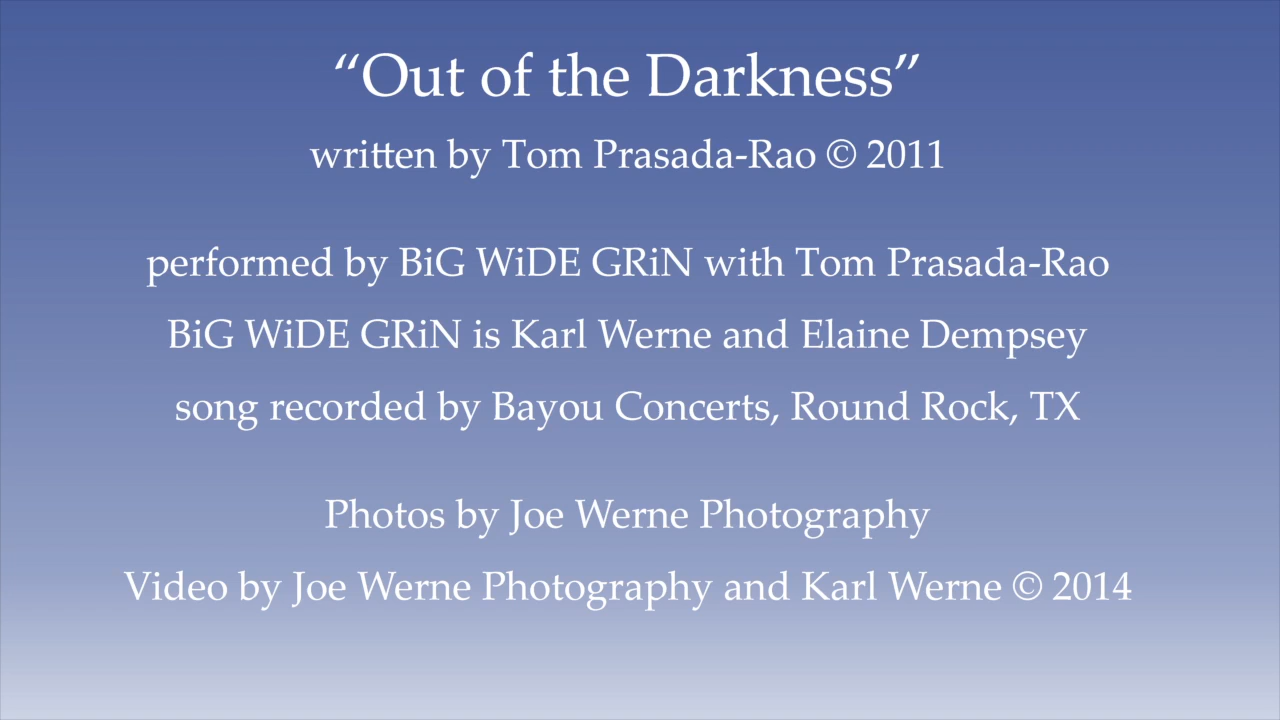 “Out of the Darkness”
written by Tom Prasada-Rao © 2011
performed by BiG WiDE GRiN with Tom Prasada-Rao
BiG WiDE GRiN is Karl Werne and Elaine Dempsey
song recorded by Bayou Concerts, Round Rock, TX
Photos by Joe Werne Photography
Video by Joe Werne Photography and Karl Werne © 2014